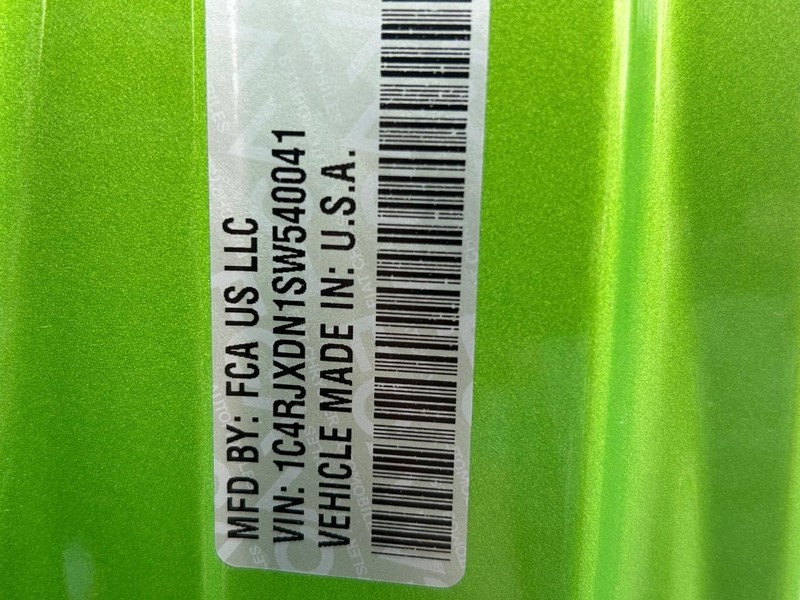 MFD BY: FCA US LLC
VIN: 1C4RJXDN1SW540041
VEHICLE MADE IN: U.S.A.